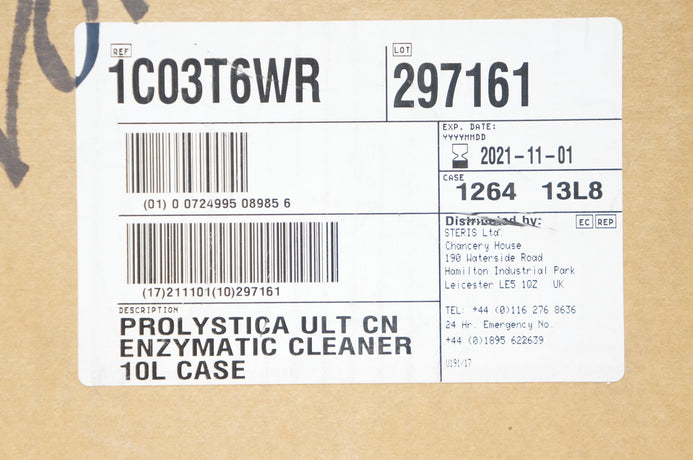 REF
1C03T6WR
LOT
297161
EXP. DATE:
YYYYMMDD
2021-11-01
CASE
1264 13L8
(01) 0 0724995 08985 6
(17)211101(10)297161
Distributed by:
EC REP
STERIS Ltd.
Chancery House
190 Waterside Road
Hamilton Industrial Park
Leicester LE5 1QZ UK
TEL: +44 (0)116 276 8636
24 Hr. Emergency No.
+44 (0)1895 622639
U191/17
DESCRIPTION
PROLYSTICA ULT CN
ENZYMATIC CLEANER
10L CASE